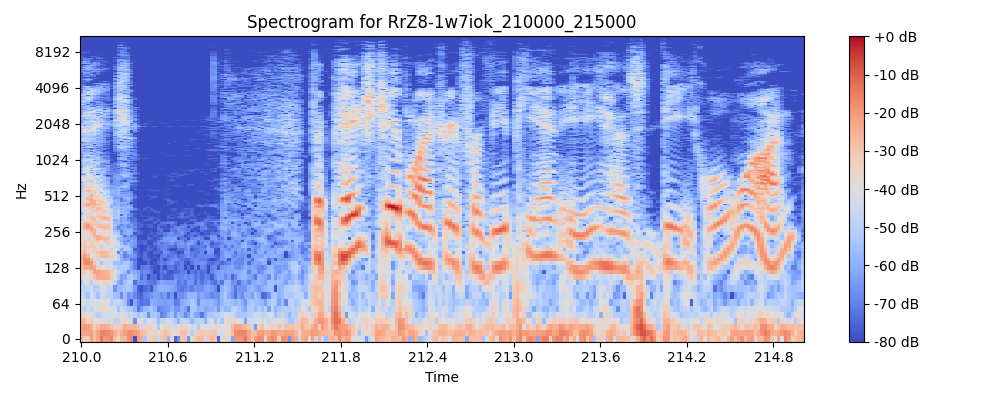 Spectrogram for RrZ8-1w7iok_210000_215000
8192
4096
2048
1024
512
256
128
64
0
Hz
210.0 210.6 211.2 211.8 212.4 213.0 213.6 214.2 214.8
Time
+0 dB
-10 dB
-20 dB
-30 dB
-40 dB
-50 dB
-60 dB
-70 dB
-80 dB